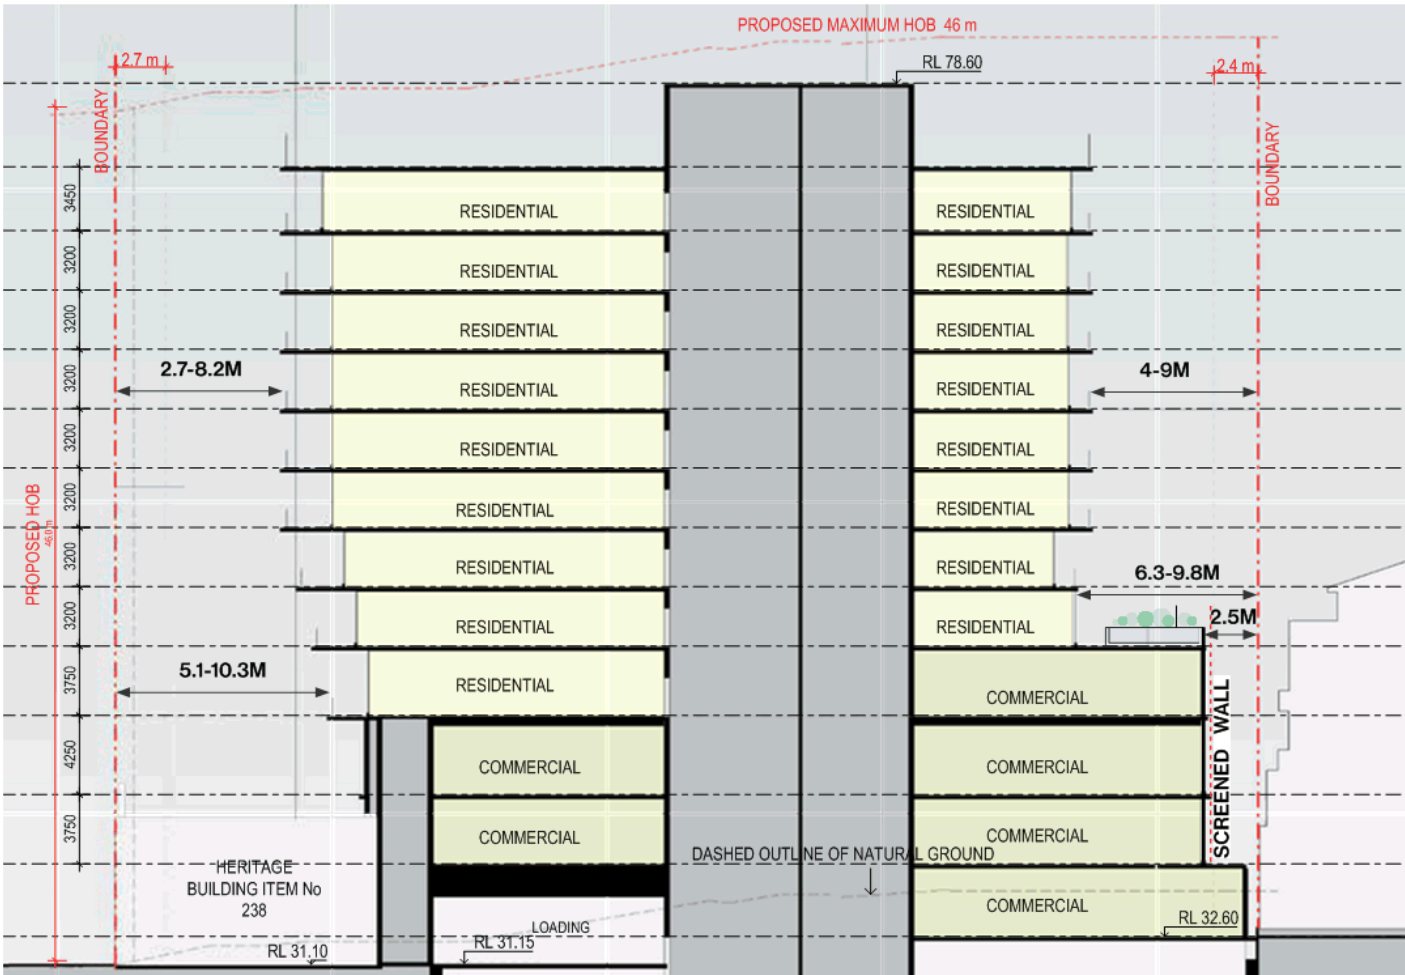 PROPOSED MAXIMUM HOB 46 m
2.7 m
RL 78.60
2.4 m
BOUNDARY
BOUNDARY
3450
RESIDENTIAL
RESIDENTIAL
3200
RESIDENTIAL
RESIDENTIAL
3200
RESIDENTIAL
RESIDENTIAL
3200
2.7-8.2M
RESIDENTIAL
RESIDENTIAL
4-9M
3200
RESIDENTIAL
RESIDENTIAL
3200
RESIDENTIAL
RESIDENTIAL
PROPOSED HOB
46.0 m
3200
RESIDENTIAL
RESIDENTIAL
6.3-9.8M
3200
RESIDENTIAL
RESIDENTIAL
2.5M
3750
5.1-10.3M
RESIDENTIAL
COMMERCIAL
SCREENED WALL
4250
COMMERCIAL
COMMERCIAL
3750
COMMERCIAL
COMMERCIAL
DASHED OUTLINE OF NATURAL GROUND
HERITAGE
BUILDING ITEM No
238
COMMERCIAL
RL 32.60
LOADING
RL 31.15
RL 31.10